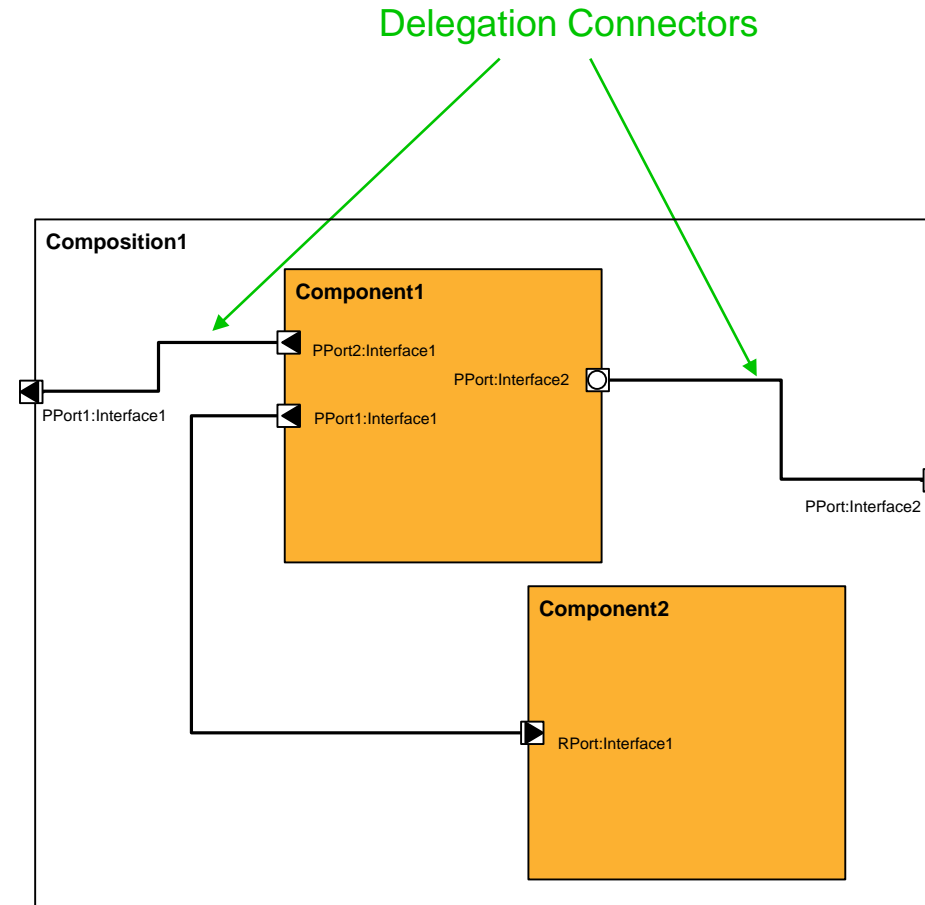 Delegation Connectors
Composition1
Component1
PPort2:Interface1
PPort:Interface2
PPort1:Interface1
PPort1:Interface1
PPort:Interface2
Component2
RPort:Interface1